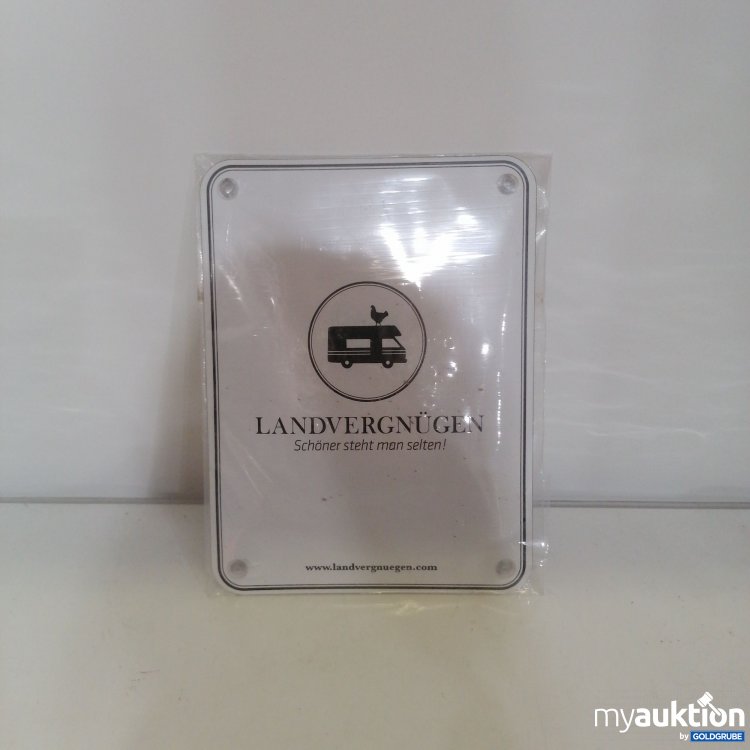 LANDVERGNÜGEN
Schöner steht man selten!
www.landvergnuegen.com
myauktion
by GOLDGRUBE